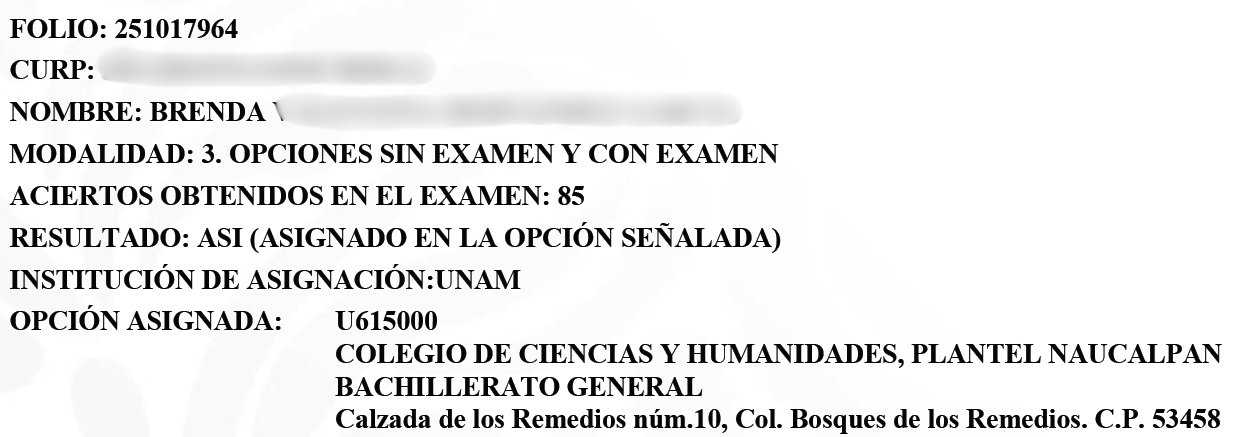 FOLIO: 251017964
CURP:
NOMBRE: BRENDA
MODALIDAD: 3. OPCIONES SIN EXAMEN Y CON EXAMEN
ACIERTOS OBTENIDOS EN EL EXAMEN: 85
RESULTADO: ASI (ASIGNADO EN LA OPCIÓN SEÑALADA)
INSTITUCIÓN DE ASIGNACIÓN:UNAM
OPCIÓN ASIGNADA: U615000
COLEGIO DE CIENCIAS Y HUMANIDADES, PLANTEL NAUCALPAN
BACHILLERATO GENERAL
Calzada de los Remedios núm.10, Col. Bosques de los Remedios. C.P. 53458